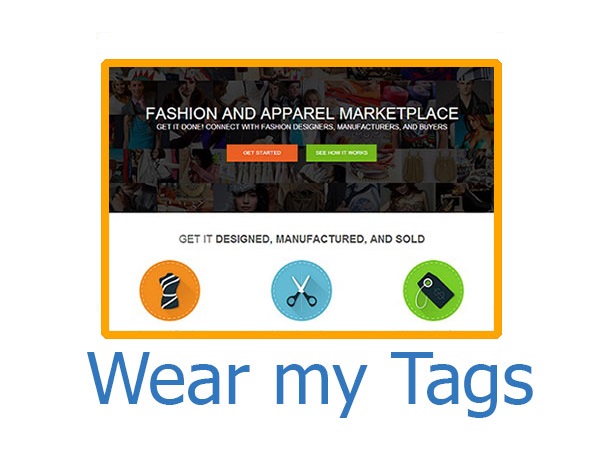 FASHION AND APPAREL MARKETPLACE
GET IT DONE! CONNECT WITH FASHION DESIGNERS, MANUFACTURERS, AND BUYERS
GET STARTED SEE HOW IT WORKS
GET IT DESIGNED, MANUFACTURED, AND SOLD
Wear my Tags